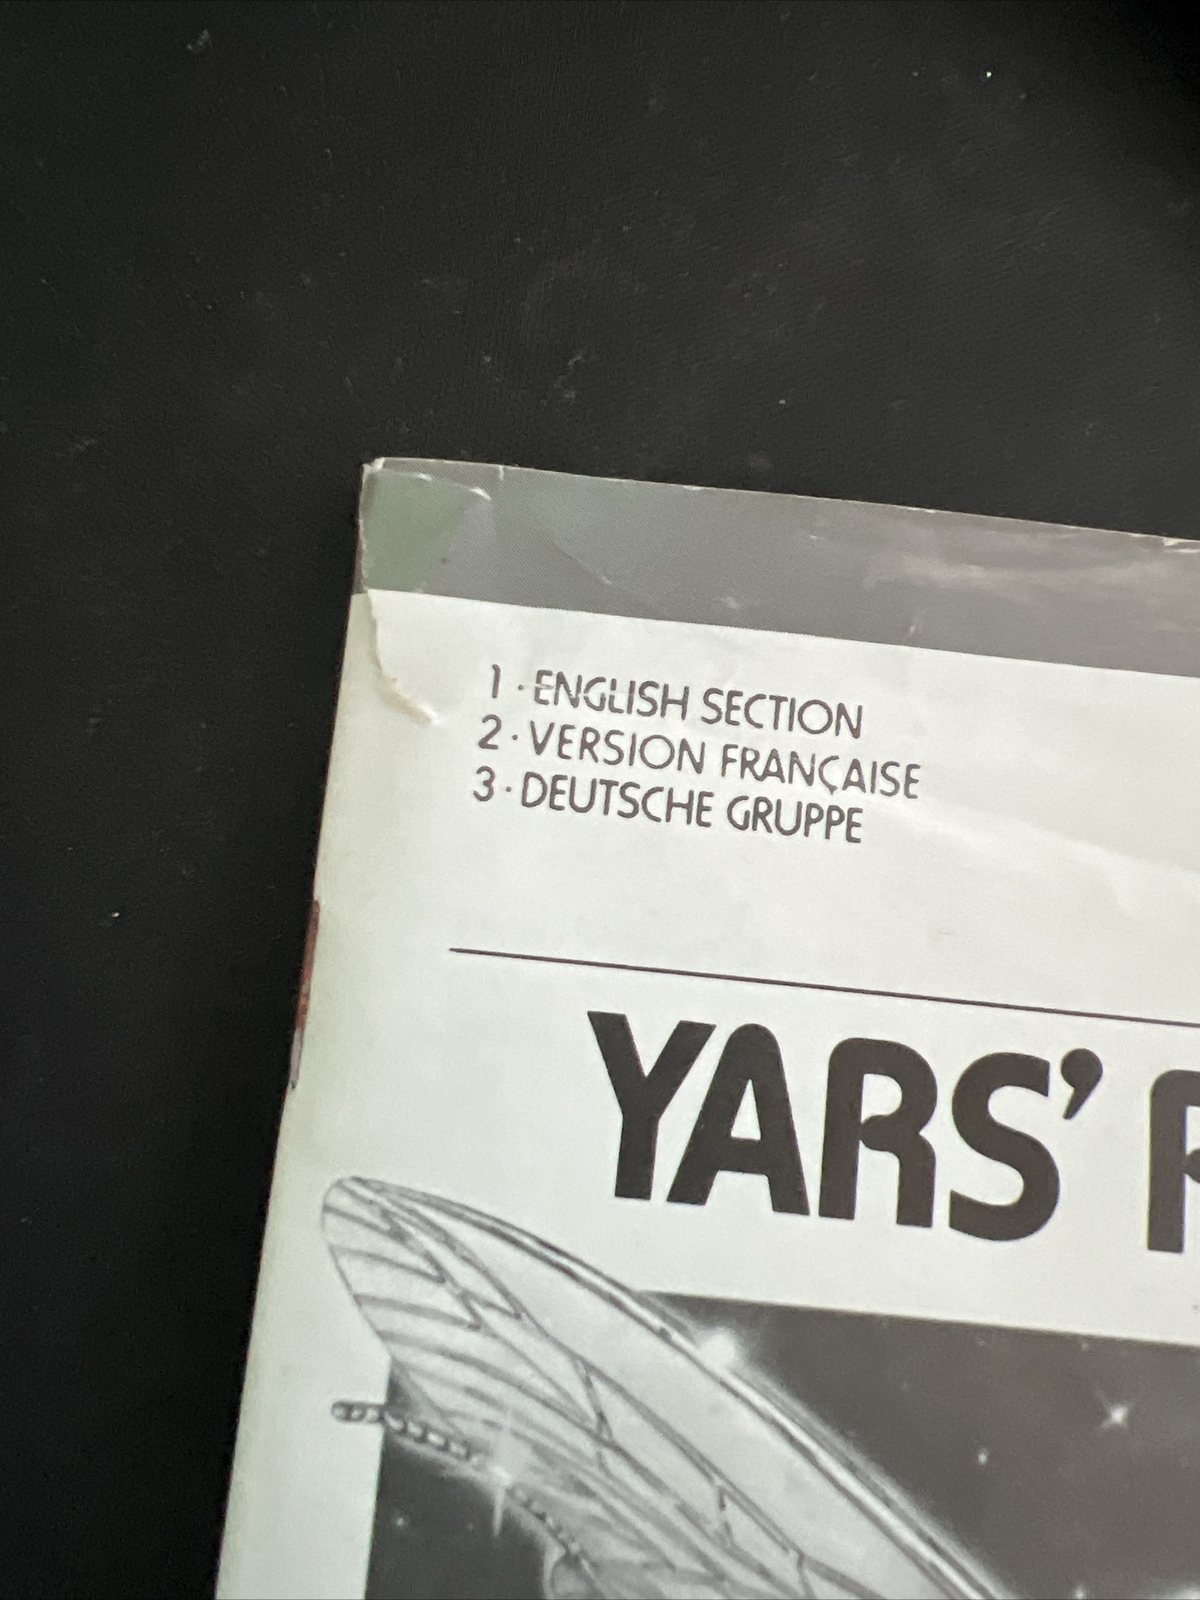 1 · ENGLISH SECTION
2 · VERSION FRANÇAISE
3 · DEUTSCHE GRUPPE
YARS'